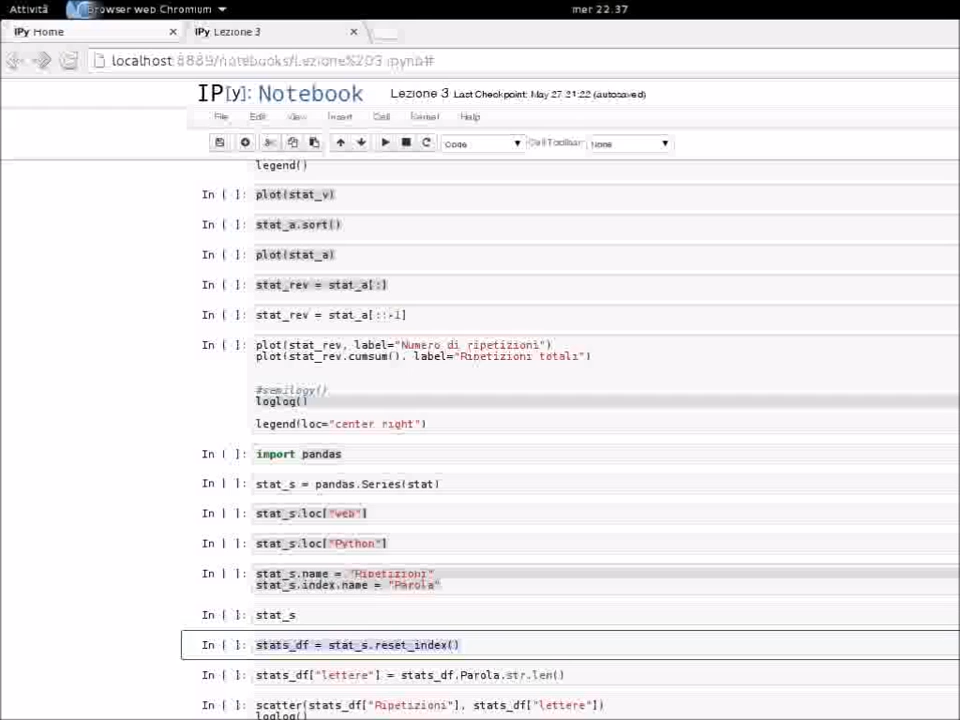 Attività Browser web Chromium mer 22.37
IPy Home × IPy Lezione 3 ×
localhost:8889/notebooks/Lezione%203.ipynb#
IP[y]: Notebook Lezione 3 Last Checkpoint: May 27 21:22 (autosaved)
File Edit View Insert Cell Kernel Help
Code Cell Toolbar: None
legend()
In [ ]: plot(stat_v)
In [ ]: stat_a.sort()
In [ ]: plot(stat_a)
In [ ]: stat_rev = stat_a[:]
In [ ]: stat_rev = stat_a[::-1]
In [ ]: plot(stat_rev, label="Numero di ripetizioni")
plot(stat_rev.cumsum(), label="Ripetizioni totali")
#semilogy()
loglog()
legend(loc="center right")
In [ ]: import pandas
In [ ]: stat_s = pandas.Series(stat)
In [ ]: stat_s.loc["web"]
In [ ]: stat_s.loc["Python"]
In [ ]: stat_s.name = "Ripetizioni"
stat_s.index.name = "Parola"
In [ ]: stat_s
In [ ]: stats_df = stat_s.reset_index()
In [ ]: stats_df["lettere"] = stats_df.Parola.str.len()
In [ ]: scatter(stats_df["Ripetizioni"], stats_df["lettere"])
loglog()